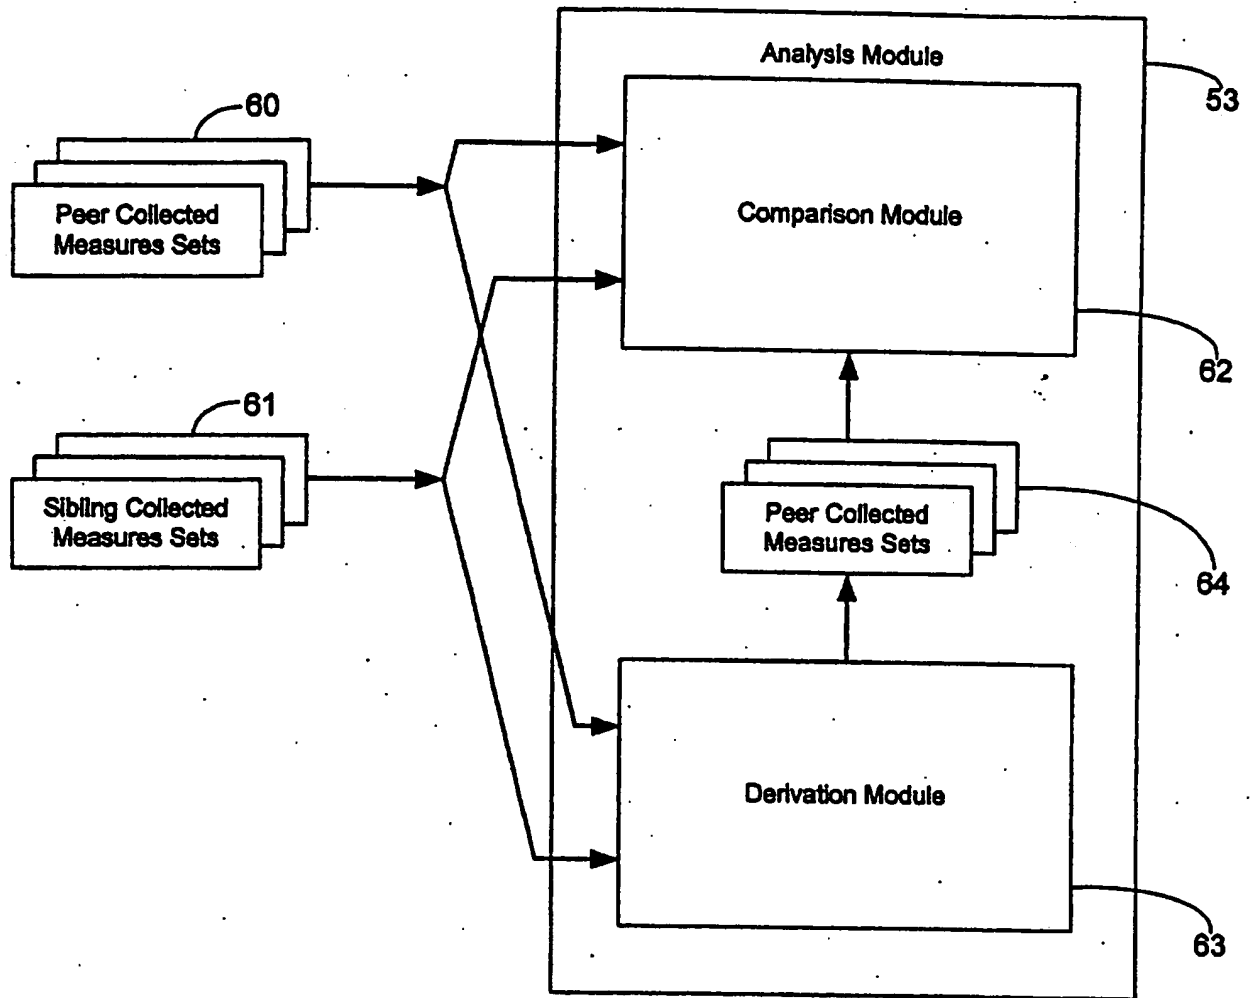 Analysis Module
53
60
Peer Collected
Measures Sets
Comparison Module
62
61
Sibling Collected
Measures Sets
Peer Collected
Measures Sets
64
Derivation Module
63